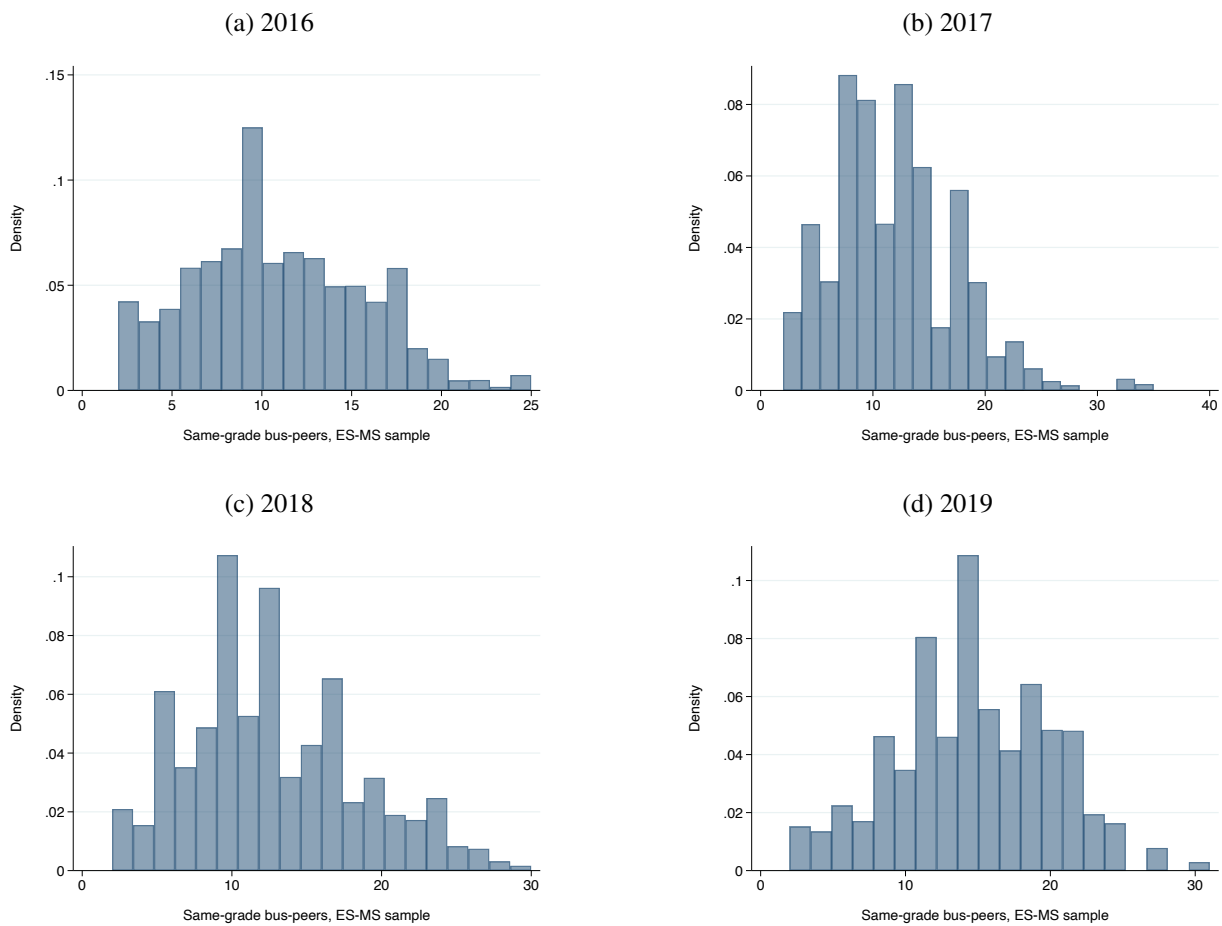 (a) 2016
.15
.1
.05
0
Density
0 5 10 15 20 25
Same-grade bus-peers, ES-MS sample
(b) 2017
.08
.06
.04
.02
0
Density
0 10 20 30 40
Same-grade bus-peers, ES-MS sample
(c) 2018
.1
.08
.06
.04
.02
0
Density
0 10 20 30
Same-grade bus-peers, ES-MS sample
(d) 2019
.1
.08
.06
.04
.02
0
Density
0 10 20 30
Same-grade bus-peers, ES-MS sample